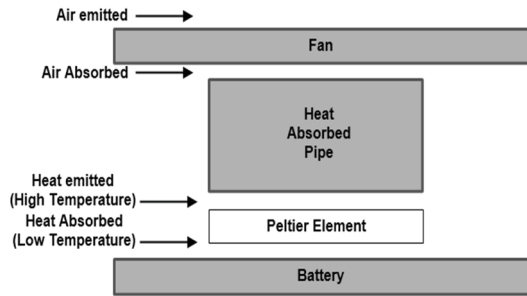 Air emitted
Fan
Air Absorbed
Heat
Absorbed
Pipe
Heat emitted
(High Temperature)
Heat Absorbed
(Low Temperature)
Peltier Element
Battery